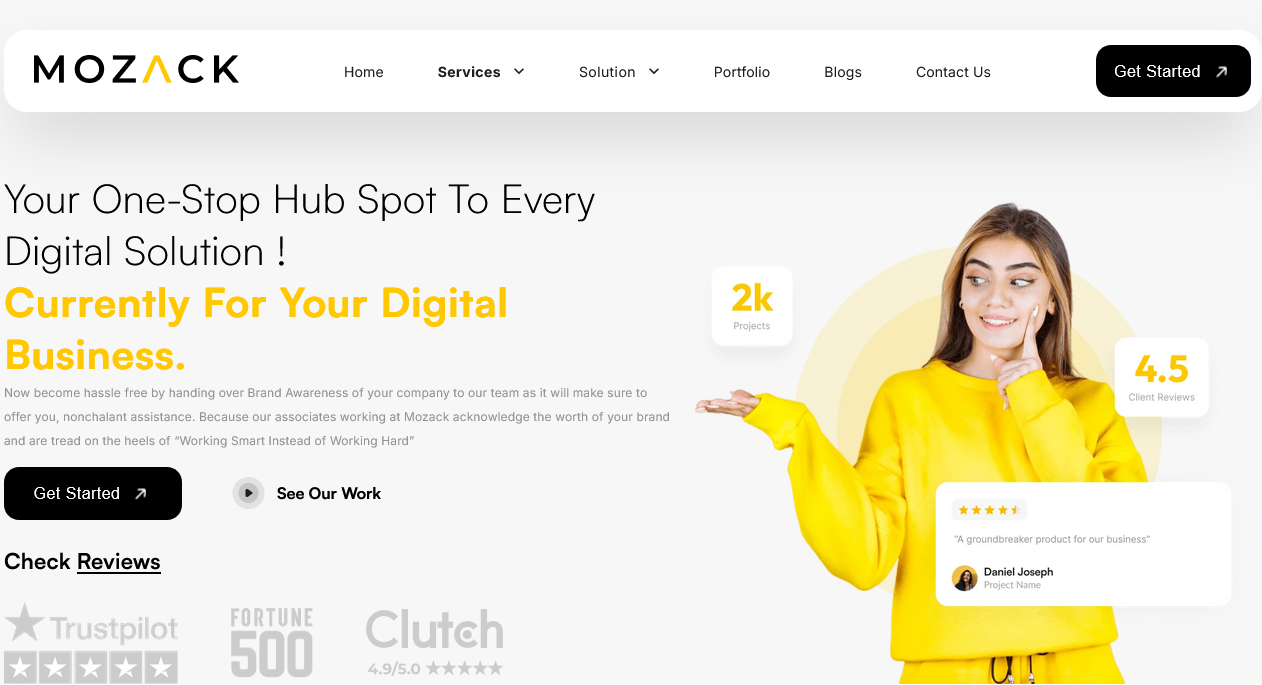 MOZACK
Home
Services
Solution
Portfolio
Blogs
Contact Us
Get Started
Your One-Stop Hub Spot To Every
Digital Solution !
Currently For Your Digital
Business.
Now become hassle free by handing over Brand Awareness of your company to our team as it will make sure to
offer you, nonchalant assistance. Because our associates working at Mozack acknowledge the worth of your brand
and are tread on the heels of “Working Smart Instead of Working Hard”
Get Started
See Our Work
Check Reviews
Trustpilot
FORTUNE
500
Clutch
4.9/5.0
2k
Projects
4.5
Client Reviews
"A groundbreaker product for our business"
Daniel Joseph
Project Name